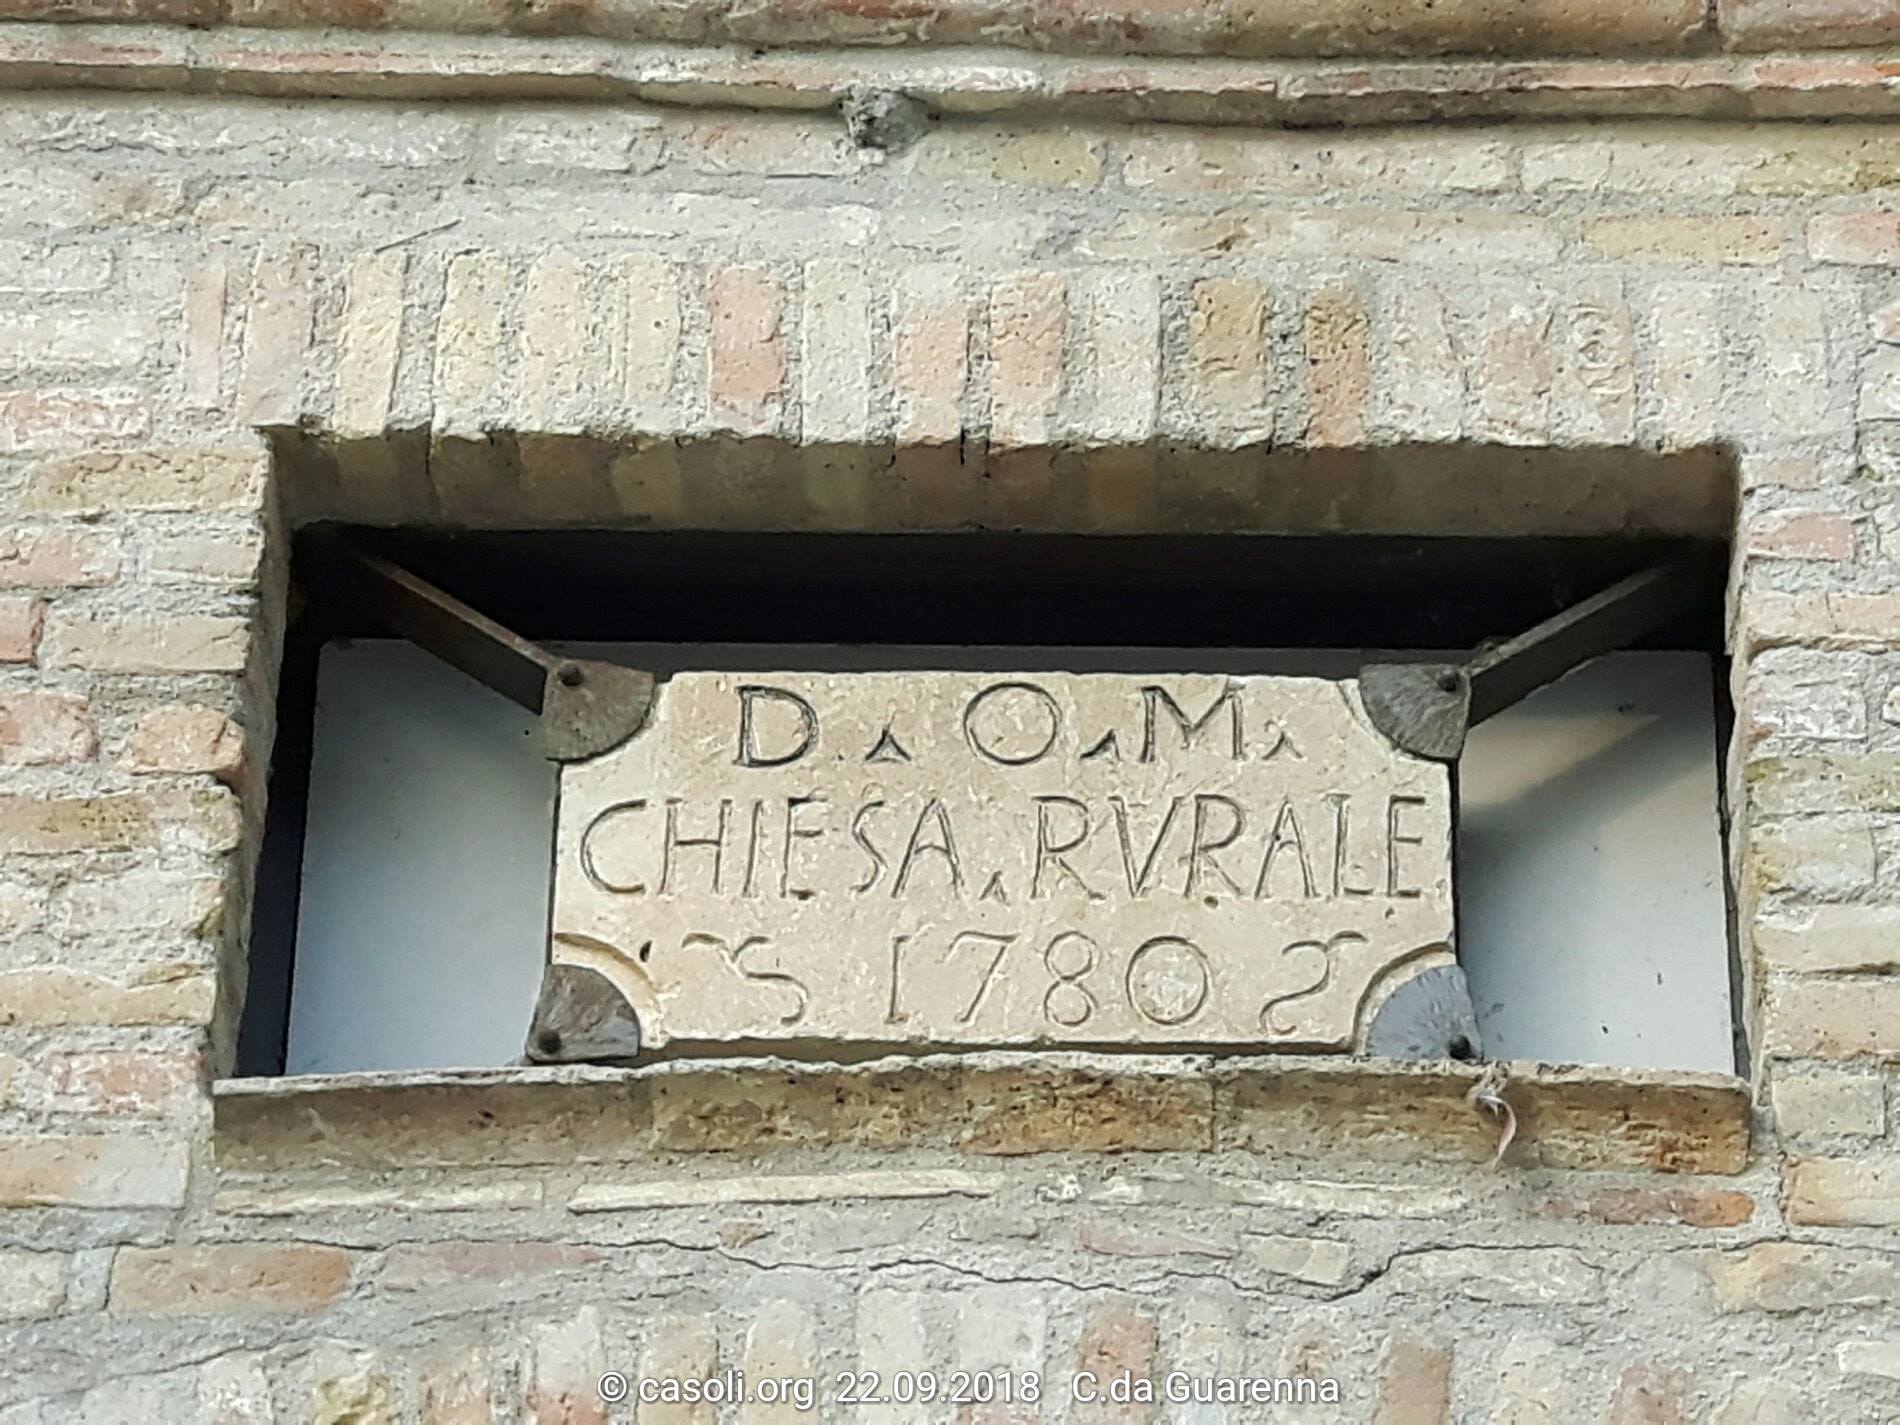 D. O. M.
CHIESA. RVRALE
1780
© casoli.org 22.09.2018 C.da Guarenna